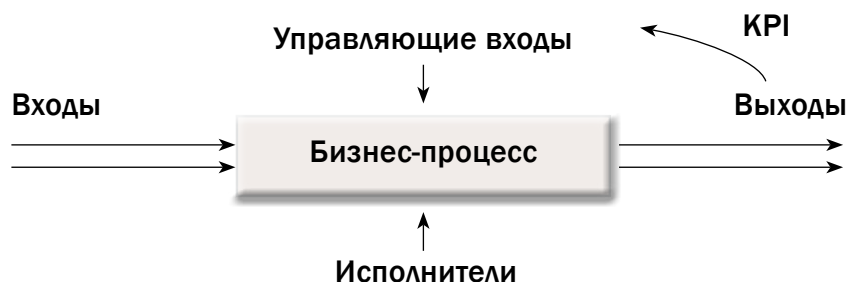 KPI
Управляющие входы
Входы
Выходы
Бизнес-процесс
Исполнители